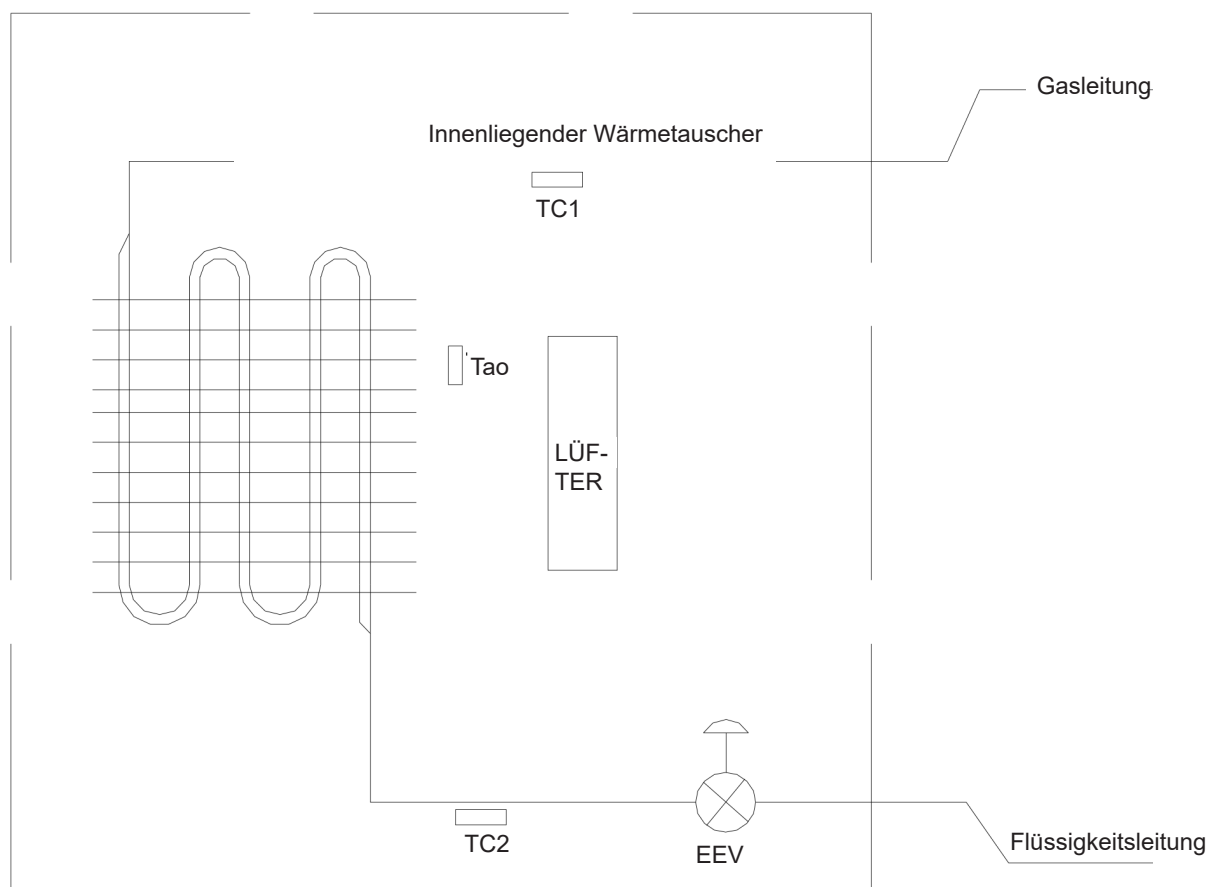 Gasleitung
Innenliegender Wärmetauscher
TC1
Tao
LÜF-
TER
TC2
EEV
Flüssigkeitsleitung